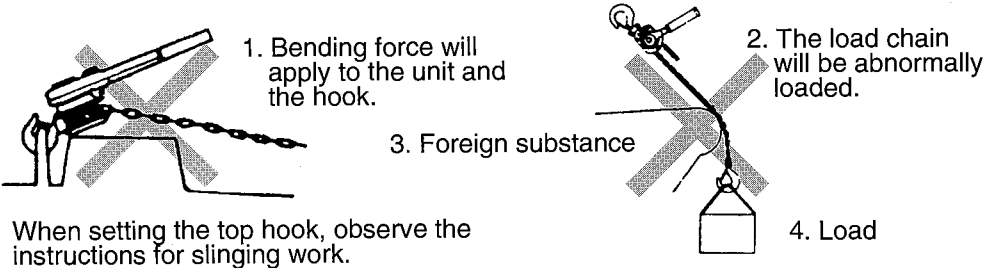 1. Bending force will
apply to the unit and
the hook.
2. The load chain
will be abnormally
loaded.
3. Foreign substance
4. Load
When setting the top hook, observe the
instructions for slinging work.